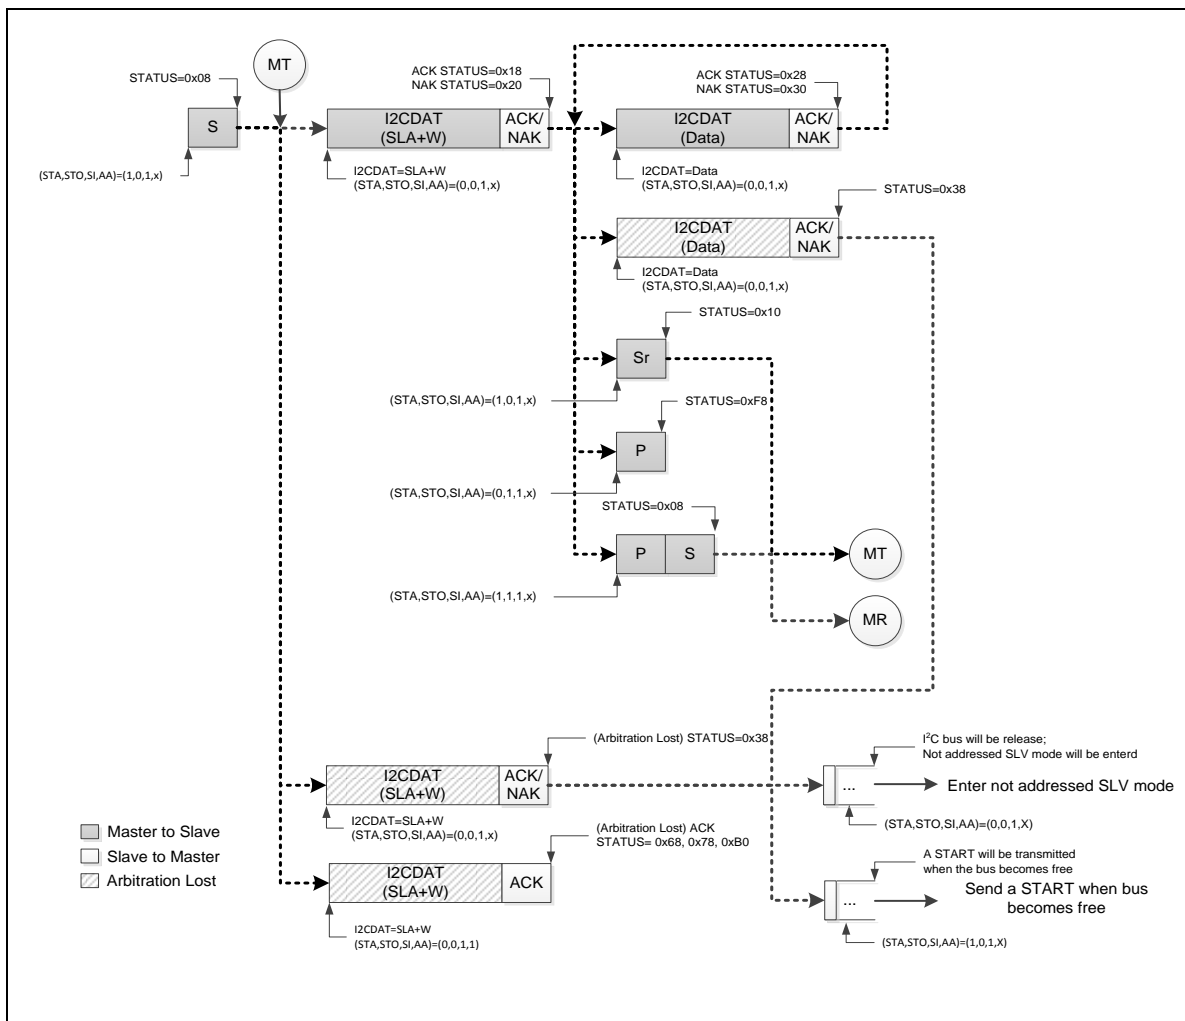 MT
STATUS=0x08
ACK STATUS=0x18
NAK STATUS=0x20
ACK STATUS=0x28
NAK STATUS=0x30
S
I2CDAT
(SLA+W)
ACK/
NAK
I2CDAT
(Data)
ACK/
NAK
(STA,STO,SI,AA)=(1,0,1,x)
I2CDAT=SLA+W
(STA,STO,SI,AA)=(0,0,1,x)
I2CDAT=Data
(STA,STO,SI,AA)=(0,0,1,x)
STATUS=0x38
I2CDAT
(Data)
ACK/
NAK
I2CDAT=Data
(STA,STO,SI,AA)=(0,0,1,x)
STATUS=0x10
Sr
(STA,STO,SI,AA)=(1,0,1,x)
STATUS=0xF8
P
(STA,STO,SI,AA)=(0,1,1,x)
STATUS=0x08
P
S
MT
(STA,STO,SI,AA)=(1,1,1,x)
MR
(Arbitration Lost) STATUS=0x38
I²C bus will be release;
Not addressed SLV mode will be enterd
I2CDAT
(SLA+W)
ACK/
NAK
...
Enter not addressed SLV mode
I2CDAT=SLA+W
(STA,STO,SI,AA)=(0,0,1,x)
(STA,STO,SI,AA)=(0,0,1,X)
Master to Slave
Slave to Master
Arbitration Lost
(Arbitration Lost) ACK
STATUS= 0x68, 0x78, 0xB0
I2CDAT
(SLA+W)
ACK
A START will be transmitted
when the bus becomes free
...
Send a START when bus
becomes free
I2CDAT=SLA+W
(STA,STO,SI,AA)=(0,0,1,1)
(STA,STO,SI,AA)=(1,0,1,X)